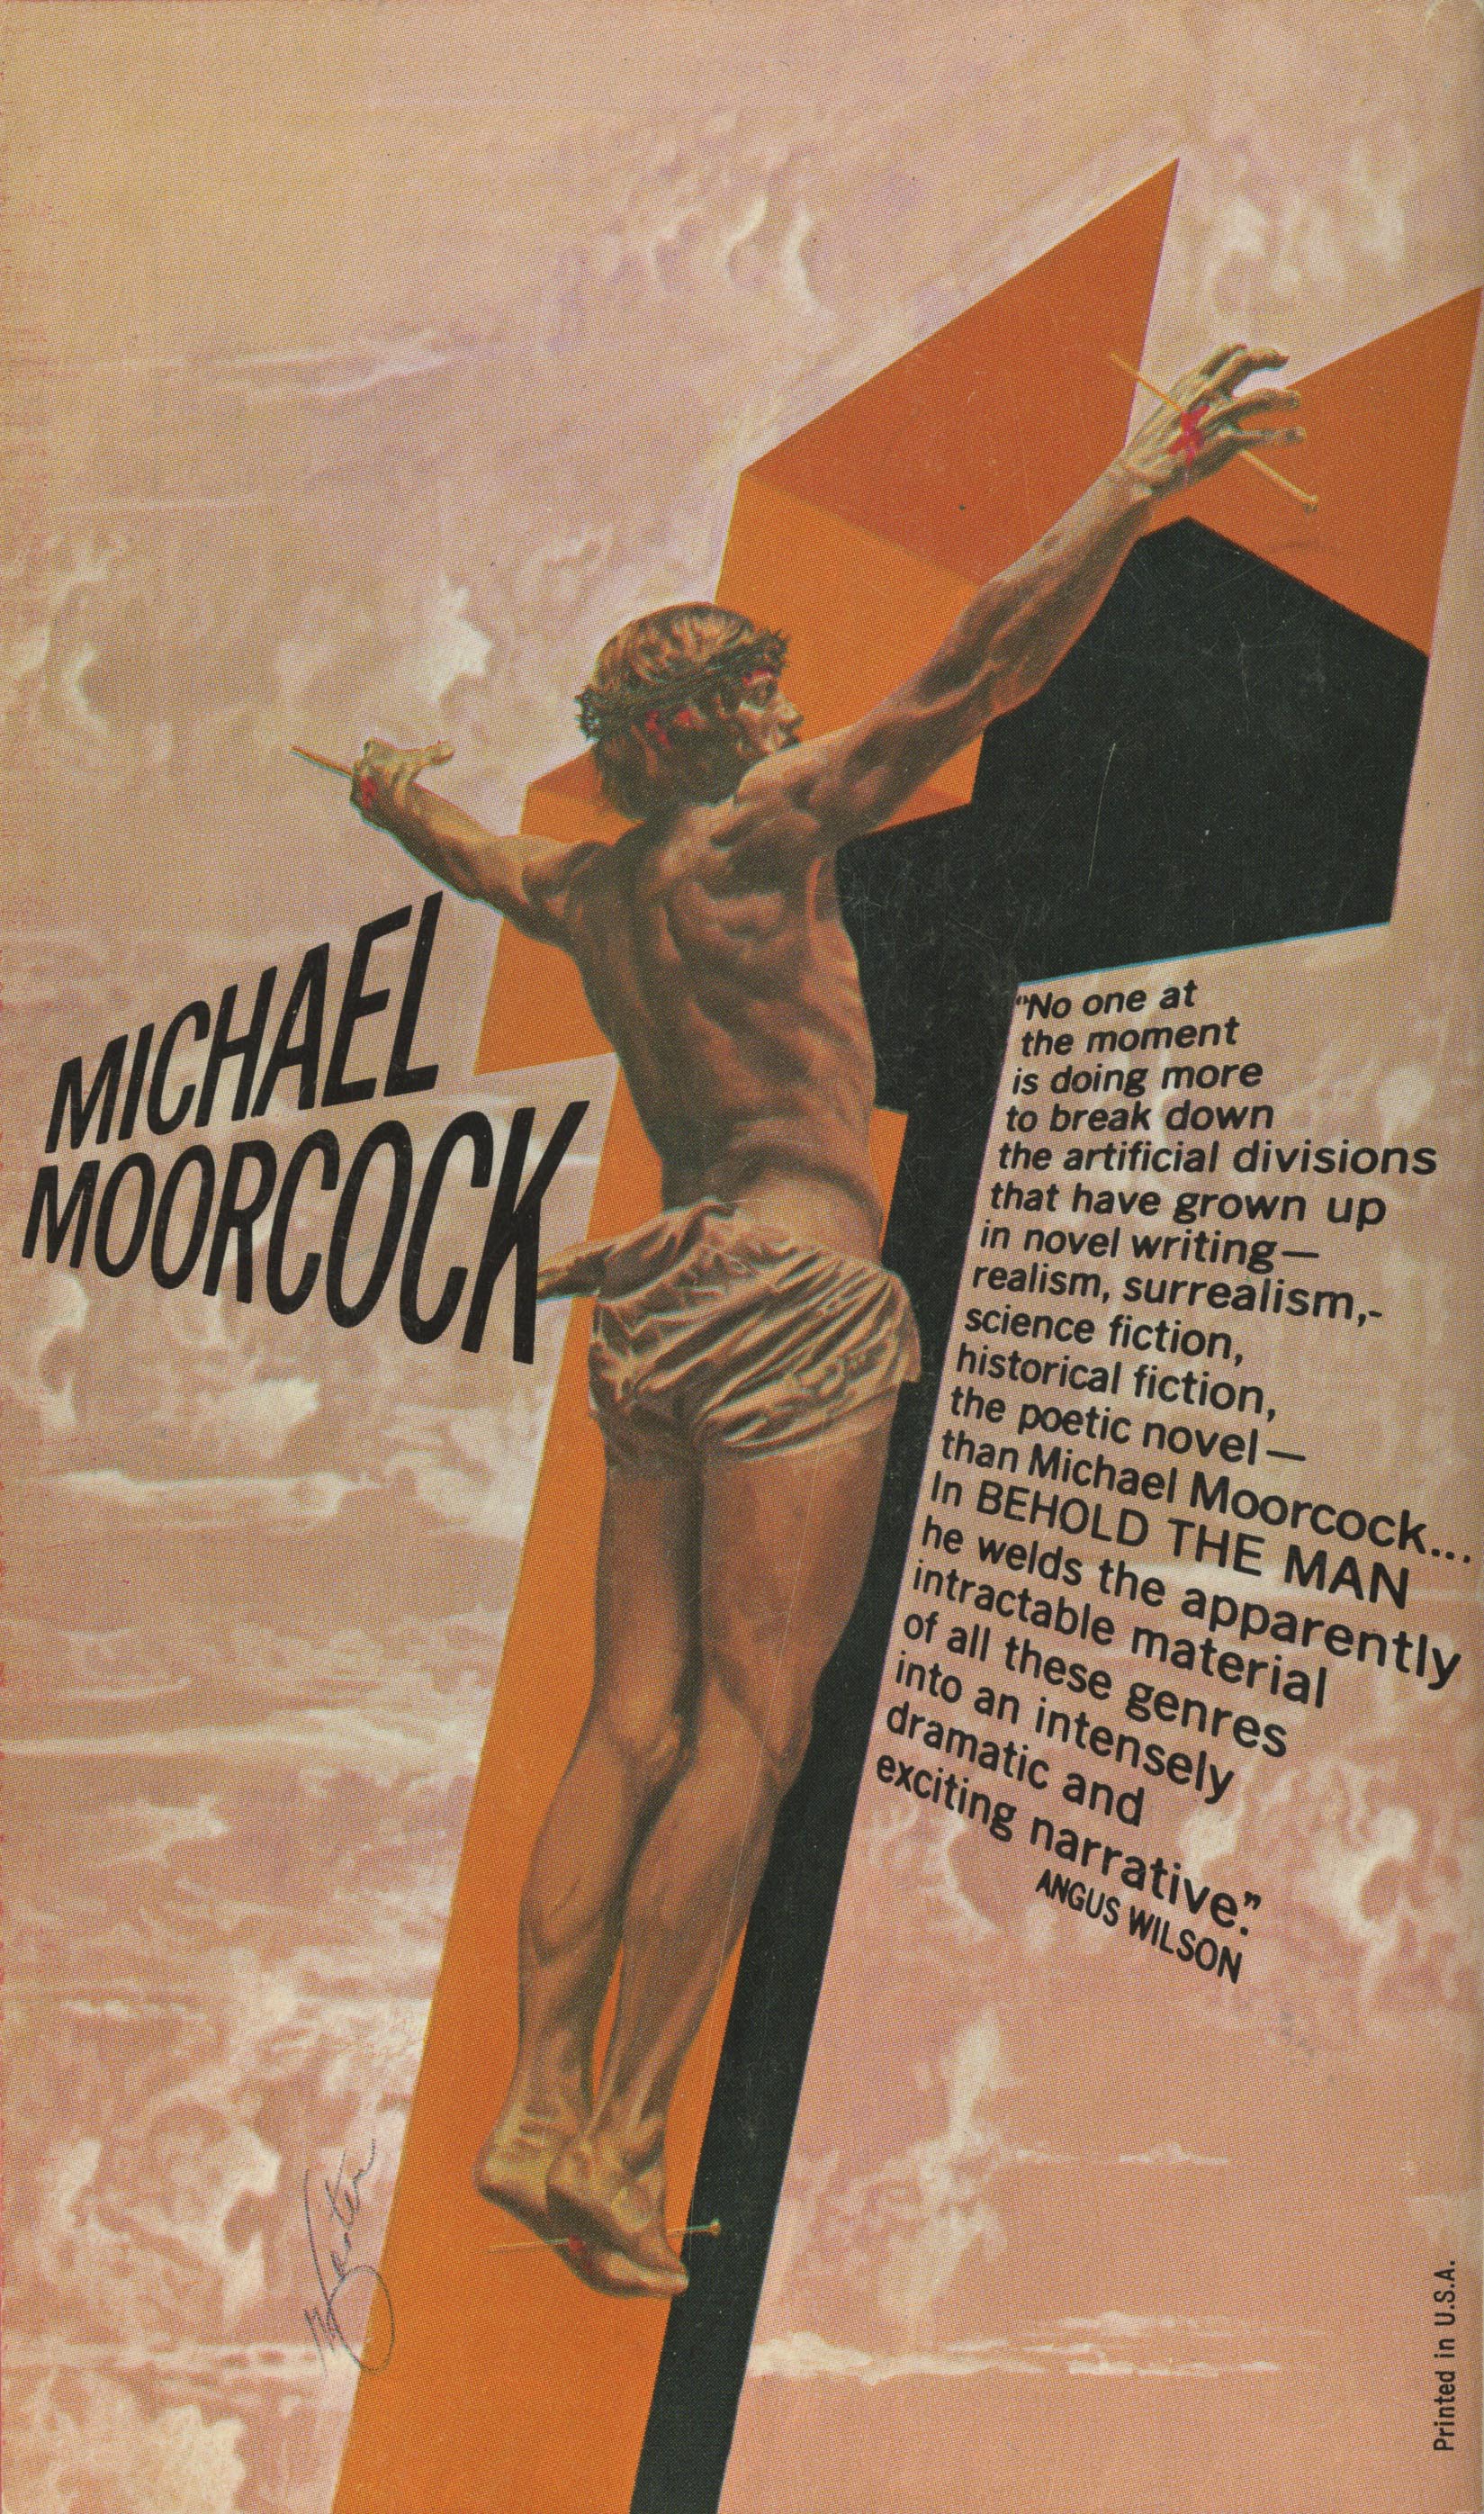 MICHAEL
MOORCOCK
"No one at
the moment
is doing more
to break down
the artificial divisions
that have grown up
in novel writing—
realism, surrealism,-
science fiction,
historical fiction,
the poetic novel—
than Michael Moorcock...
In BEHOLD THE MAN
he welds the apparently
intractable material
of all these genres
into an intensely
dramatic and
exciting narrative."
ANGUS WILSON
Printed in U.S.A.